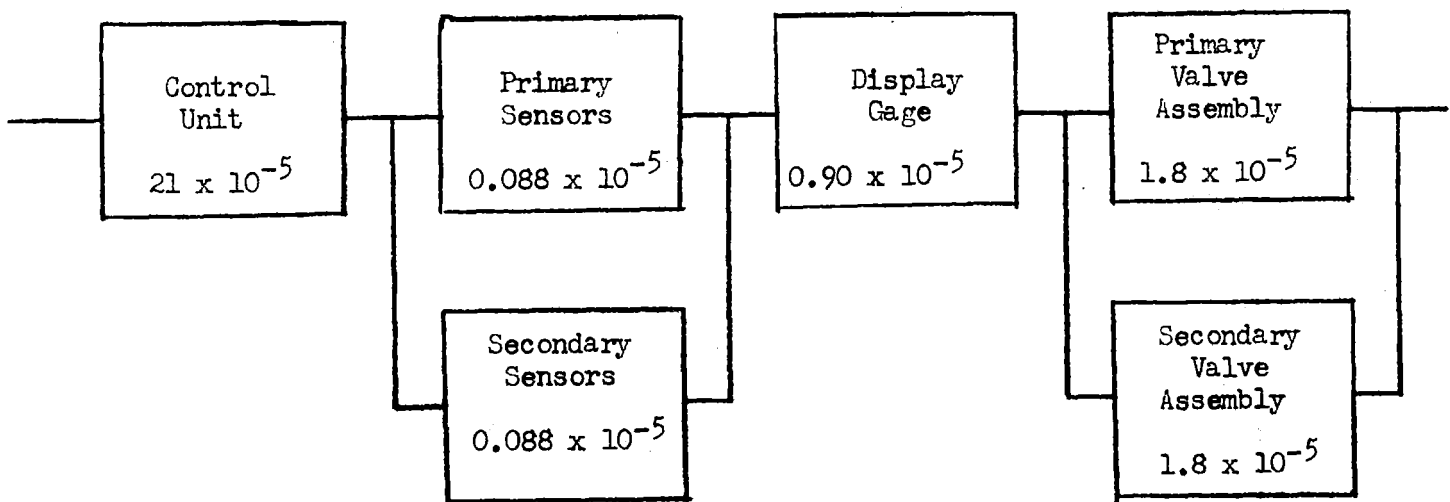 Control
Unit
21 x 10⁻⁵
Primary
Sensors
0.088 x 10⁻⁵
Display
Gage
0.90 x 10⁻⁵
Primary
Valve
Assembly
1.8 x 10⁻⁵
Secondary
Sensors
0.088 x 10⁻⁵
Secondary
Valve
Assembly
1.8 x 10⁻⁵